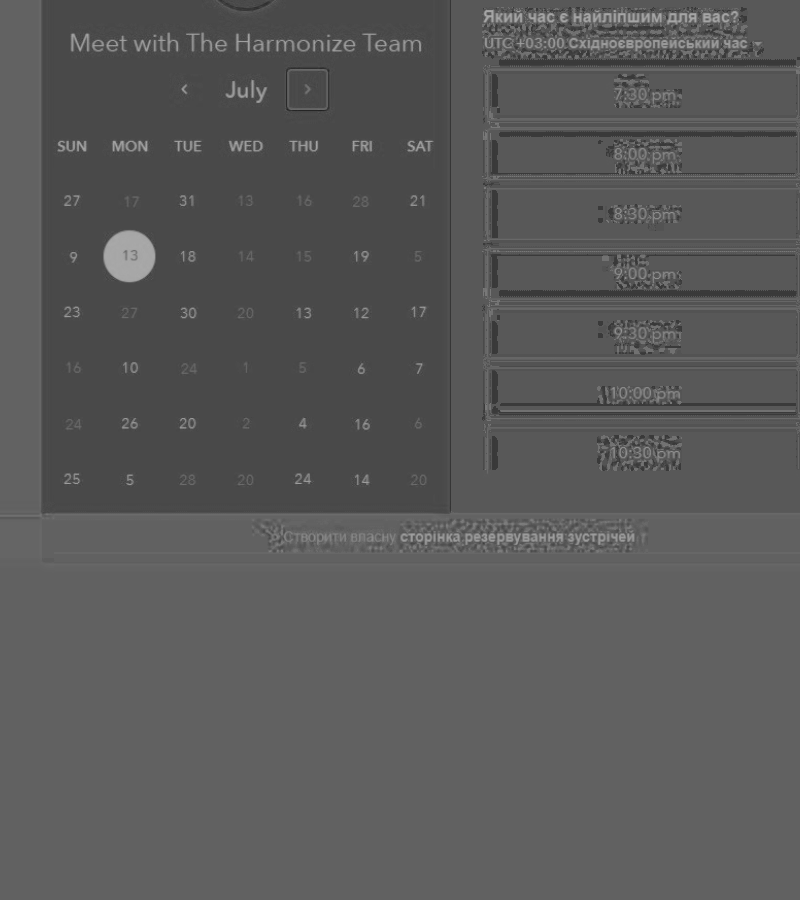 Meet with The Harmonize Team
‹ July ›
SUN MON TUE WED THU FRI SAT
27 17 31 13 16 28 21
9 13 18 14 15 19 5
23 27 30 20 13 12 17
16 10 24 1 5 6 7
24 26 20 2 4 16 6
25 5 28 20 24 14 20
Який час є найліпшим для вас?
UTC +03:00 Східноєвропейський час
7:30 pm
8:00 pm
8:30 pm
9:00 pm
9:30 pm
10:00 pm
10:30 pm
Створити власну сторінка резервування зустрічей